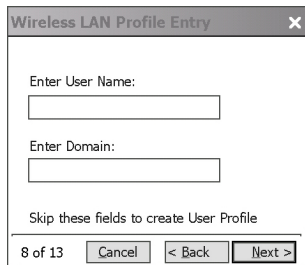 Wireless LAN Profile Entry
Enter User Name:
Enter Domain:
Skip these fields to create User Profile
8 of 13 Cancel < Back Next >